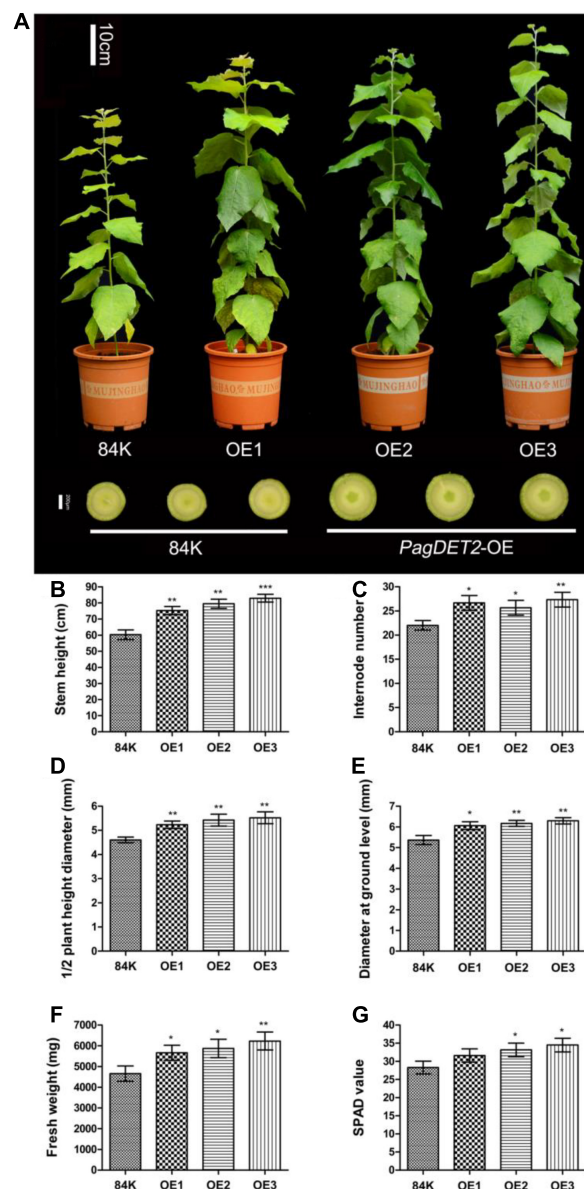 A
10cm
MUJINGHAO MUJINGHAO MUJINGHAO MUJINGHAO
84K OE1 OE2 OE3
200μm
84K PagDET2-OE
B
Stem height (cm)
90
80
70
60
50
40
30
20
10
0
** ** ***
84K OE1 OE2 OE3
C
Internode number
35
30
25
20
15
10
5
0
* * **
84K OE1 OE2 OE3
D
1/2 plant height diameter (mm)
6
5
4
3
2
1
0
** ** **
84K OE1 OE2 OE3
E
Diameter at ground level (mm)
7
6
5
4
3
2
1
0
* ** **
84K OE1 OE2 OE3
F
Fresh weight (mg)
7000
6000
5000
4000
3000
2000
1000
0
* * **
84K OE1 OE2 OE3
G
SPAD value
40
35
30
25
20
15
10
5
0
* *
84K OE1 OE2 OE3